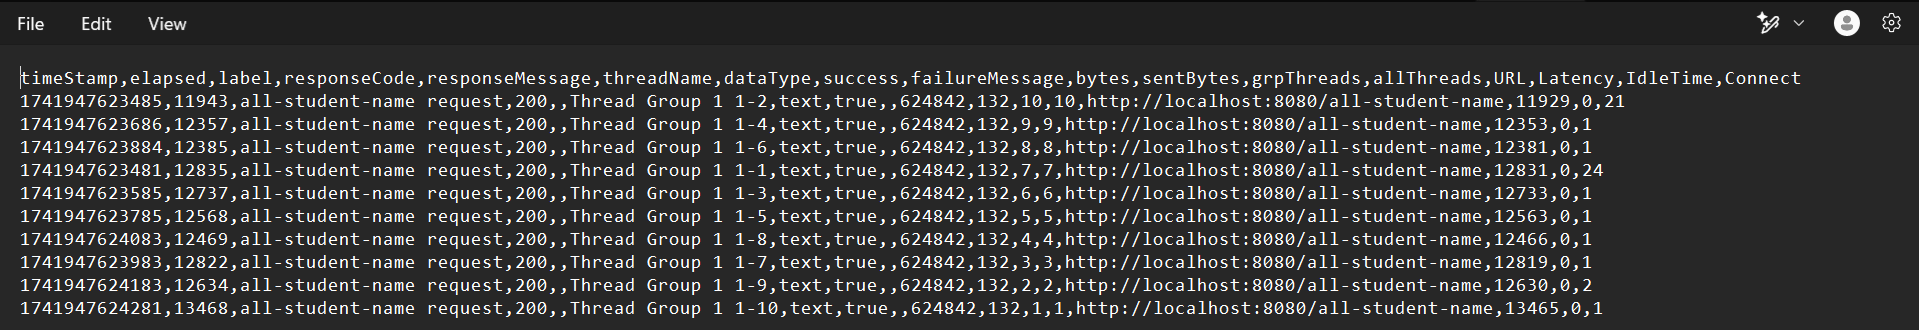 File Edit View
timeStamp,elapsed,label,responseCode,responseMessage,threadName,dataType,success,failureMessage,bytes,sentBytes,grpThreads,allThreads,URL,Latency,IdleTime,Connect
1741947623485,11943,all-student-name request,200,,Thread Group 1 1-2,text,true,,624842,132,10,10,http://localhost:8080/all-student-name,11929,0,21
1741947623686,12357,all-student-name request,200,,Thread Group 1 1-4,text,true,,624842,132,9,9,http://localhost:8080/all-student-name,12353,0,1
1741947623884,12385,all-student-name request,200,,Thread Group 1 1-6,text,true,,624842,132,8,8,http://localhost:8080/all-student-name,12381,0,1
1741947623481,12835,all-student-name request,200,,Thread Group 1 1-1,text,true,,624842,132,7,7,http://localhost:8080/all-student-name,12831,0,24
1741947623585,12737,all-student-name request,200,,Thread Group 1 1-3,text,true,,624842,132,6,6,http://localhost:8080/all-student-name,12733,0,1
1741947623785,12568,all-student-name request,200,,Thread Group 1 1-5,text,true,,624842,132,5,5,http://localhost:8080/all-student-name,12563,0,1
1741947624083,12469,all-student-name request,200,,Thread Group 1 1-8,text,true,,624842,132,4,4,http://localhost:8080/all-student-name,12466,0,1
1741947623983,12822,all-student-name request,200,,Thread Group 1 1-7,text,true,,624842,132,3,3,http://localhost:8080/all-student-name,12819,0,1
1741947624183,12634,all-student-name request,200,,Thread Group 1 1-9,text,true,,624842,132,2,2,http://localhost:8080/all-student-name,12630,0,2
1741947624281,13468,all-student-name request,200,,Thread Group 1 1-10,text,true,,624842,132,1,1,http://localhost:8080/all-student-name,13465,0,1